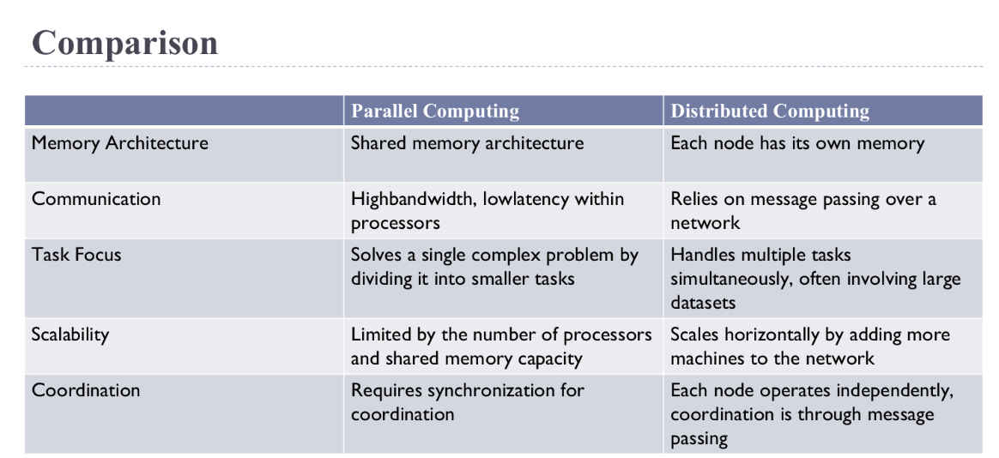 Comparison
Parallel Computing
Distributed Computing
Memory Architecture
Shared memory architecture
Each node has its own memory
Communication
Highbandwidth, lowlatency within
processors
Relies on message passing over a
network
Task Focus
Solves a single complex problem by
dividing it into smaller tasks
Handles multiple tasks
simultaneously, often involving large
datasets
Scalability
Limited by the number of processors
and shared memory capacity
Scales horizontally by adding more
machines to the network
Coordination
Requires synchronization for
coordination
Each node operates independently,
coordination is through message
passing